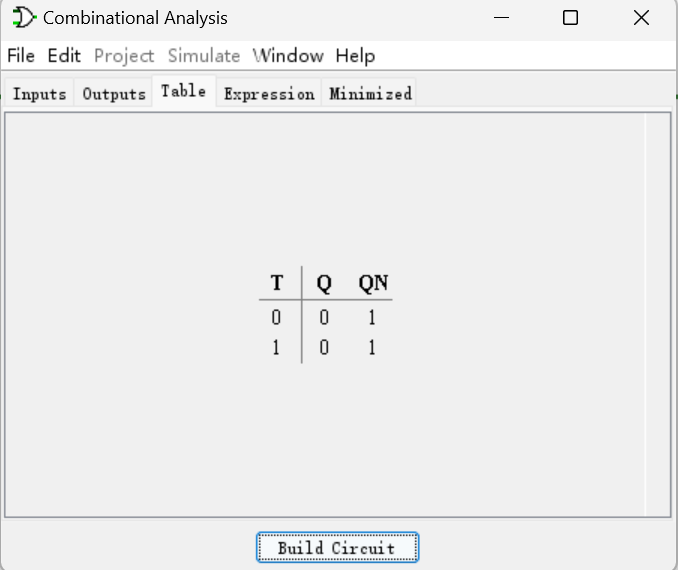 Combinational Analysis
File Edit Project Simulate Window Help
Inputs Outputs Table Expression Minimized
T Q QN
0 0 1
1 0 1
Build Circuit